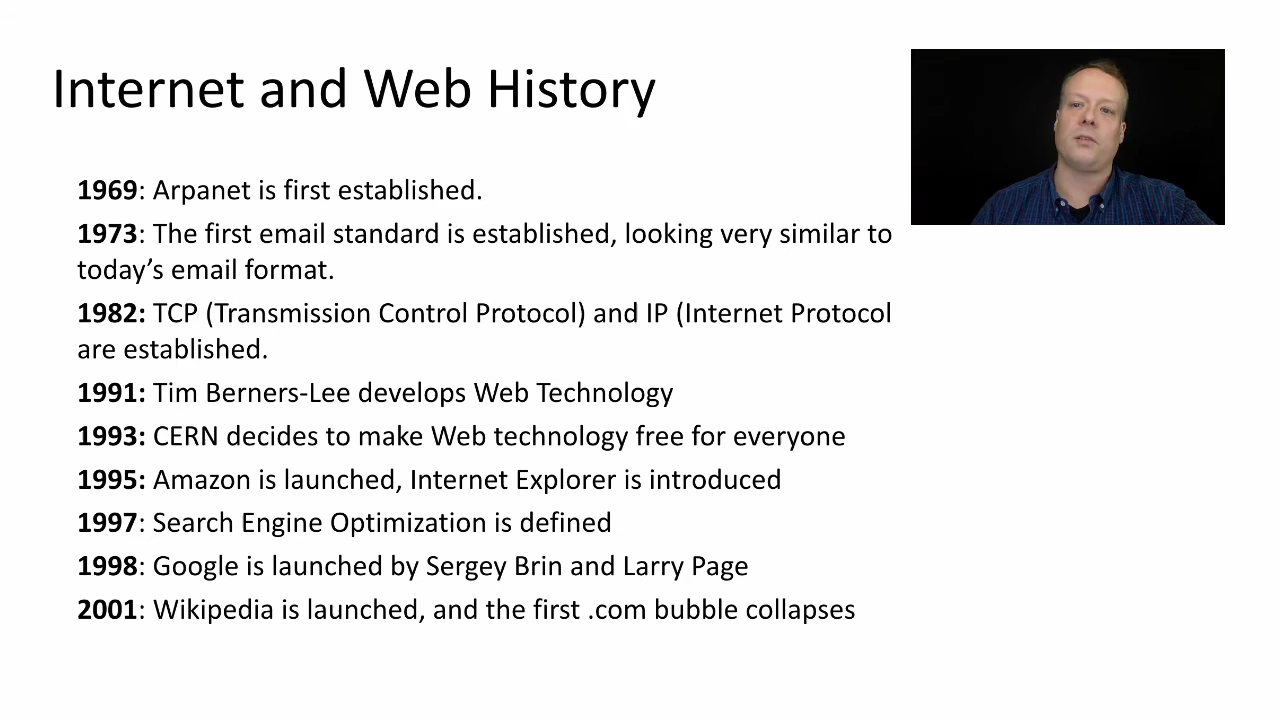 Internet and Web History
1969: Arpanet is first established.
1973: The first email standard is established, looking very similar to
today’s email format.
1982: TCP (Transmission Control Protocol) and IP (Internet Protocol
are established.
1991: Tim Berners-Lee develops Web Technology
1993: CERN decides to make Web technology free for everyone
1995: Amazon is launched, Internet Explorer is introduced
1997: Search Engine Optimization is defined
1998: Google is launched by Sergey Brin and Larry Page
2001: Wikipedia is launched, and the first .com bubble collapses